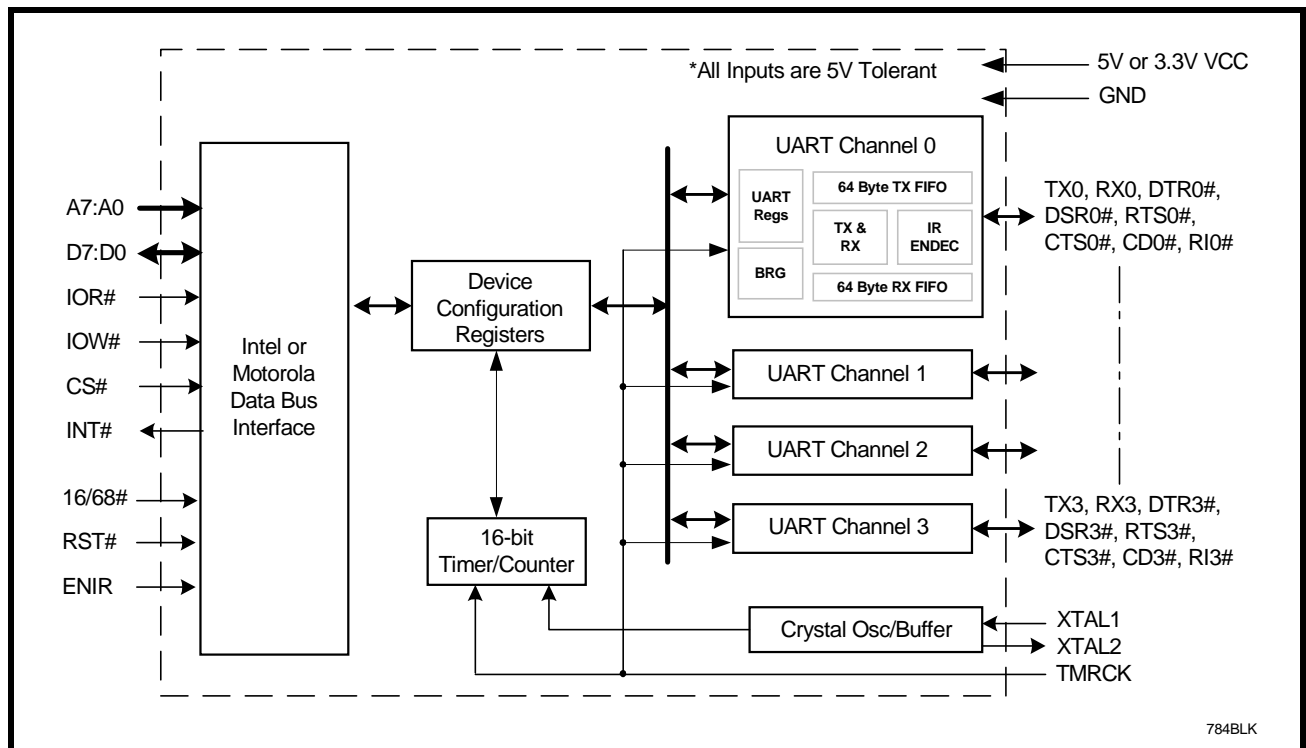 *All Inputs are 5V Tolerant
5V or 3.3V VCC
GND
A7:A0
D7:D0
IOR#
IOW#
CS#
INT#
16/68#
RST#
ENIR
Intel or
Motorola
Data Bus
Interface
Device
Configuration
Registers
16-bit
Timer/Counter
UART Channel 0
UART
Regs
BRG
64 Byte TX FIFO
TX &
RX
IR
ENDEC
64 Byte RX FIFO
UART Channel 1
UART Channel 2
UART Channel 3
Crystal Osc/Buffer
TX0, RX0, DTR0#,
DSR0#, RTS0#,
CTS0#, CD0#, RI0#
TX3, RX3, DTR3#,
DSR3#, RTS3#,
CTS3#, CD3#, RI3#
XTAL1
XTAL2
TMRCK
784BLK